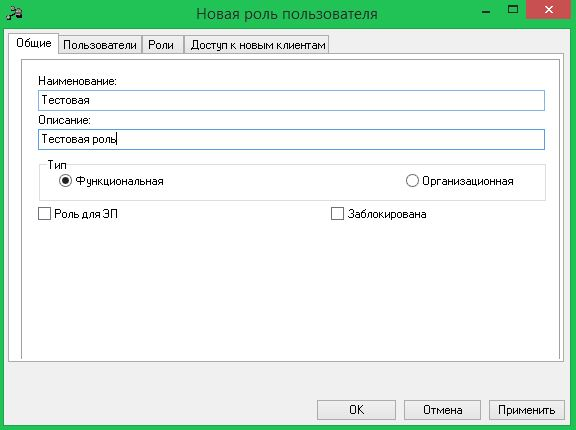 Новая роль пользователя
Общие Пользователи Роли Доступ к новым клиентам
Наименование:
Тестовая
Описание:
Тестовая роль
Тип
Функциональная Организационная
Роль для ЭП Заблокирована
OK Отмена Применить